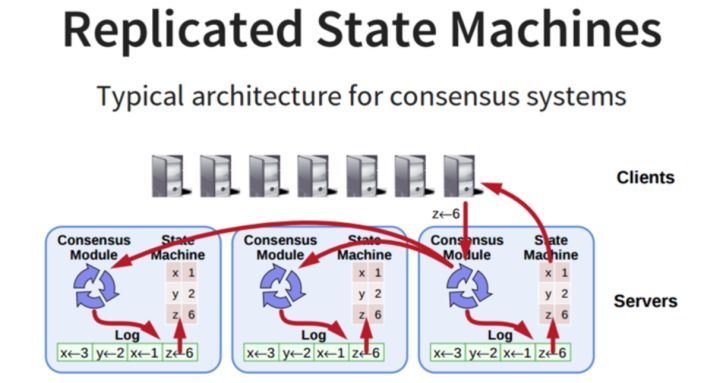 Replicated State Machines
Typical architecture for consensus systems
Clients
z←6
Consensus Module
State Machine
x 1
y 2
z 6
Log
x←3 y←2 x←1 z←6
Consensus Module
State Machine
x 1
y 2
z 6
Log
x←3 y←2 x←1 z←6
Consensus Module
State Machine
x 1
y 2
z 6
Log
x←3 y←2 x←1 z←6
Servers